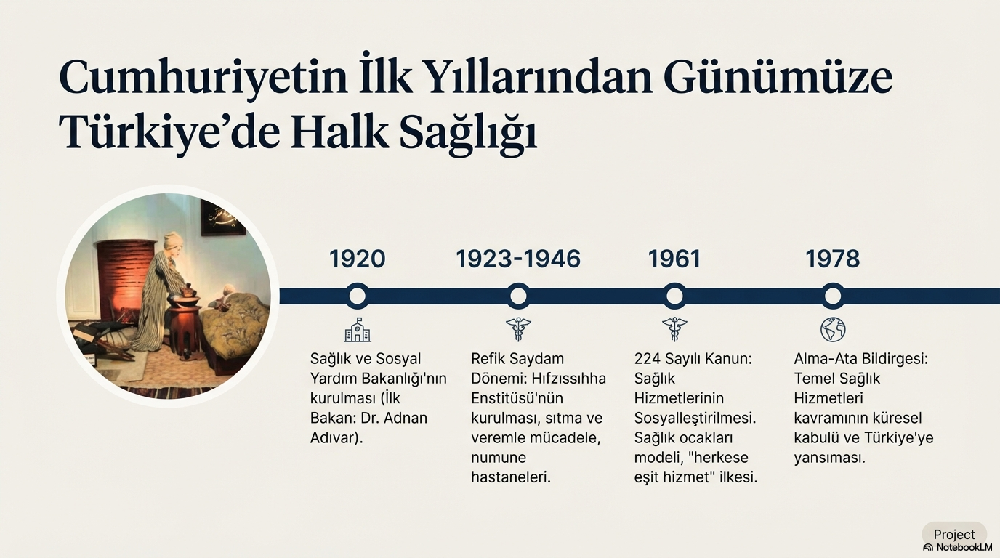 Cumhuriyetin İlk Yıllarından Günümüze
Türkiye’de Halk Sağlığı
1920
Sağlık ve Sosyal
Yardım Bakanlığı'nın
kurulması (İlk
Bakan: Dr. Adnan
Adıvar).
1923-1946
Refik Saydam
Dönemi: Hıfzıssıhha
Enstitüsü'nün
kurulması, sıtma ve
veremle mücadele,
numune
hastaneleri.
1961
224 Sayılı Kanun:
Sağlık
Hizmetlerinin
Sosyalleştirilmesi.
Sağlık ocakları
modeli, "herkese
eşit hizmet" ilkesi.
1978
Alma-Ata Bildirgesi:
Temel Sağlık
Hizmetleri
kavramının küresel
kabulü ve Türkiye'ye
yansıması.
Project
NotebookLM